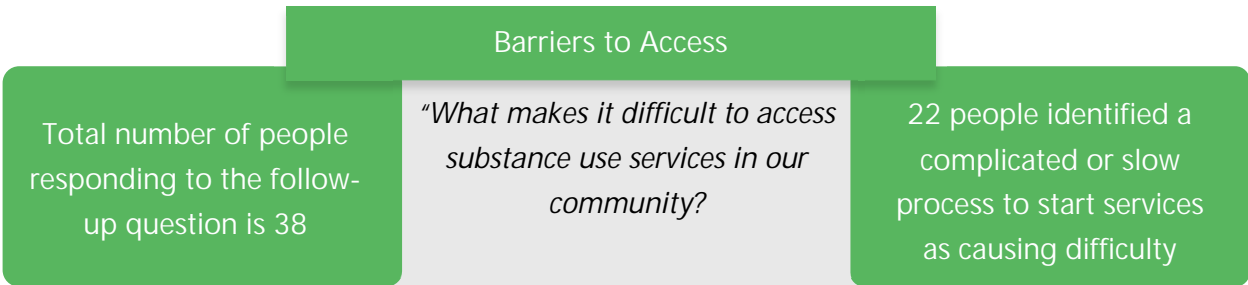 Barriers to Access
Total number of people
responding to the follow-
up question is 38
“What makes it difficult to access
substance use services in our
community?
22 people identified a
complicated or slow
process to start services
as causing difficulty